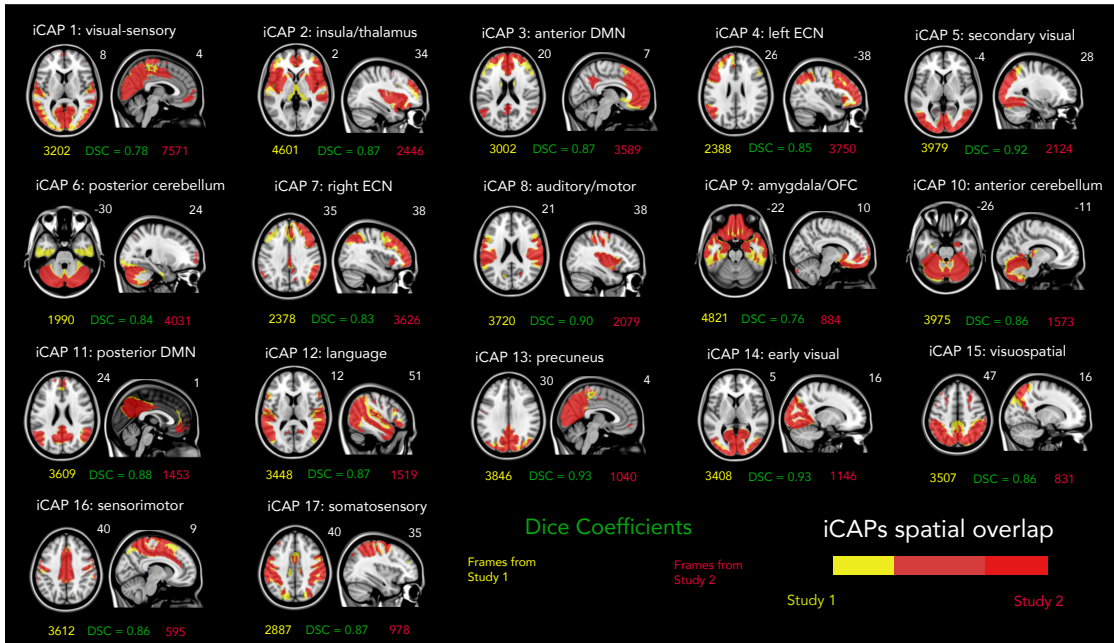 iCAP 1: visual-sensory
8 4
3202 DSC = 0.78 7571
iCAP 2: insula/thalamus
2 34
4601 DSC = 0.87 2446
iCAP 3: anterior DMN
20 7
3002 DSC = 0.87 3589
iCAP 4: left ECN
26 -38
2388 DSC = 0.85 3750
iCAP 5: secondary visual
-4 28
3979 DSC = 0.92 2124
iCAP 6: posterior cerebellum
-30 24
1990 DSC = 0.84 4031
iCAP 7: right ECN
35 38
2378 DSC = 0.83 3626
iCAP 8: auditory/motor
21 38
3720 DSC = 0.90 2079
iCAP 9: amygdala/OFC
-22 10
4821 DSC = 0.76 884
iCAP 10: anterior cerebellum
-26 -11
3975 DSC = 0.86 1573
iCAP 11: posterior DMN
24 1
3609 DSC = 0.88 1453
iCAP 12: language
12 51
3448 DSC = 0.87 1519
iCAP 13: precuneus
30 4
3846 DSC = 0.93 1040
iCAP 14: early visual
5 16
3408 DSC = 0.93 1146
iCAP 15: visuospatial
47 16
3507 DSC = 0.86 831
iCAP 16: sensorimotor
40 9
3612 DSC = 0.86 595
iCAP 17: somatosensory
40 35
2887 DSC = 0.87 978
Dice Coefficients
Frames from
Study 1
Frames from
Study 2
iCAPs spatial overlap
Study 1 Study 2